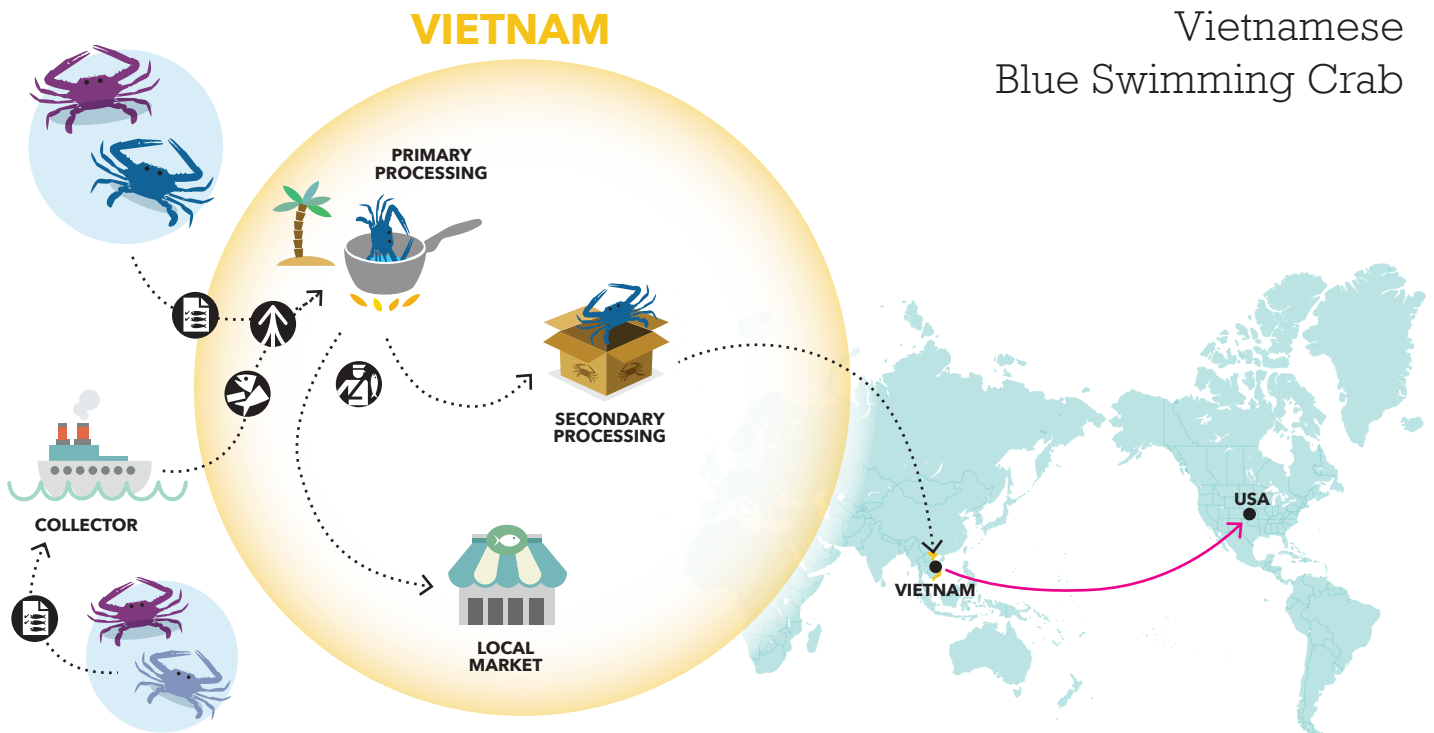 VIETNAM
Vietnamese
Blue Swimming Crab
PRIMARY
PROCESSING
SECONDARY
PROCESSING
COLLECTOR
LOCAL
MARKET
VIETNAM
USA